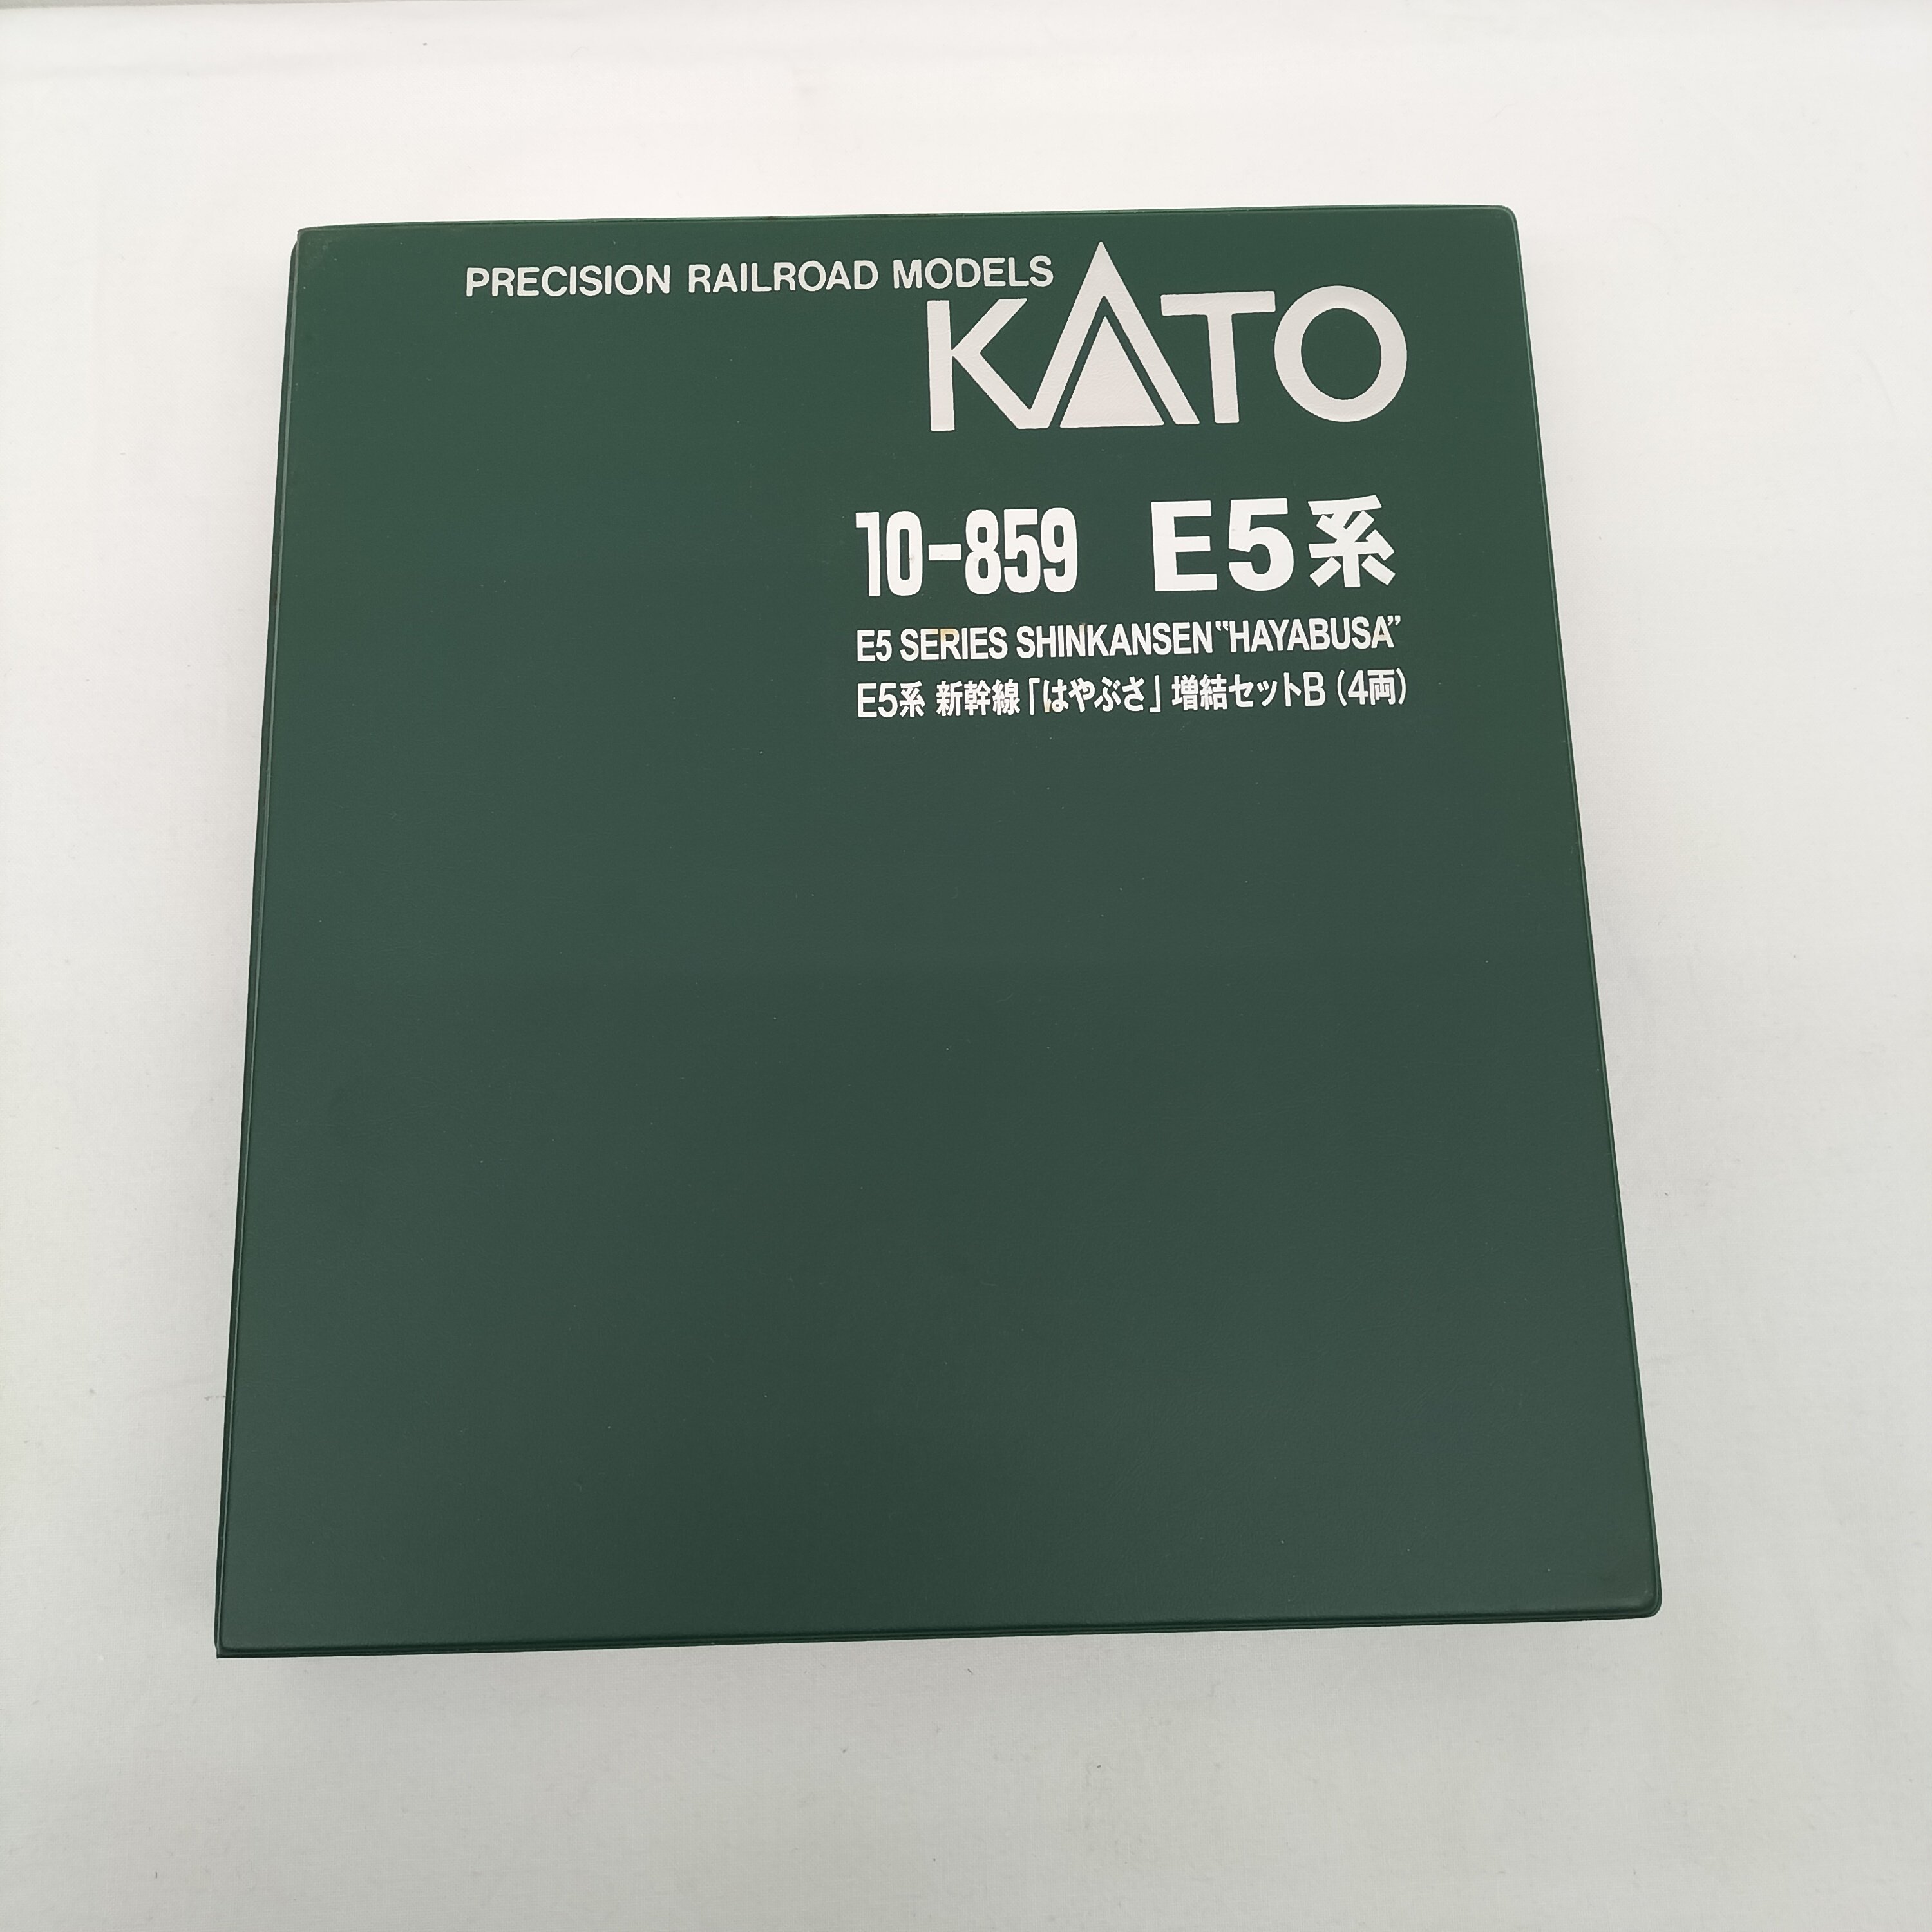 PRECISION RAILROAD MODELS
KATO
10-859 E5系
E5 SERIES SHINKANSEN "HAYABUSA"
E5系 新幹線「はやぶさ」増結セットB(4両)